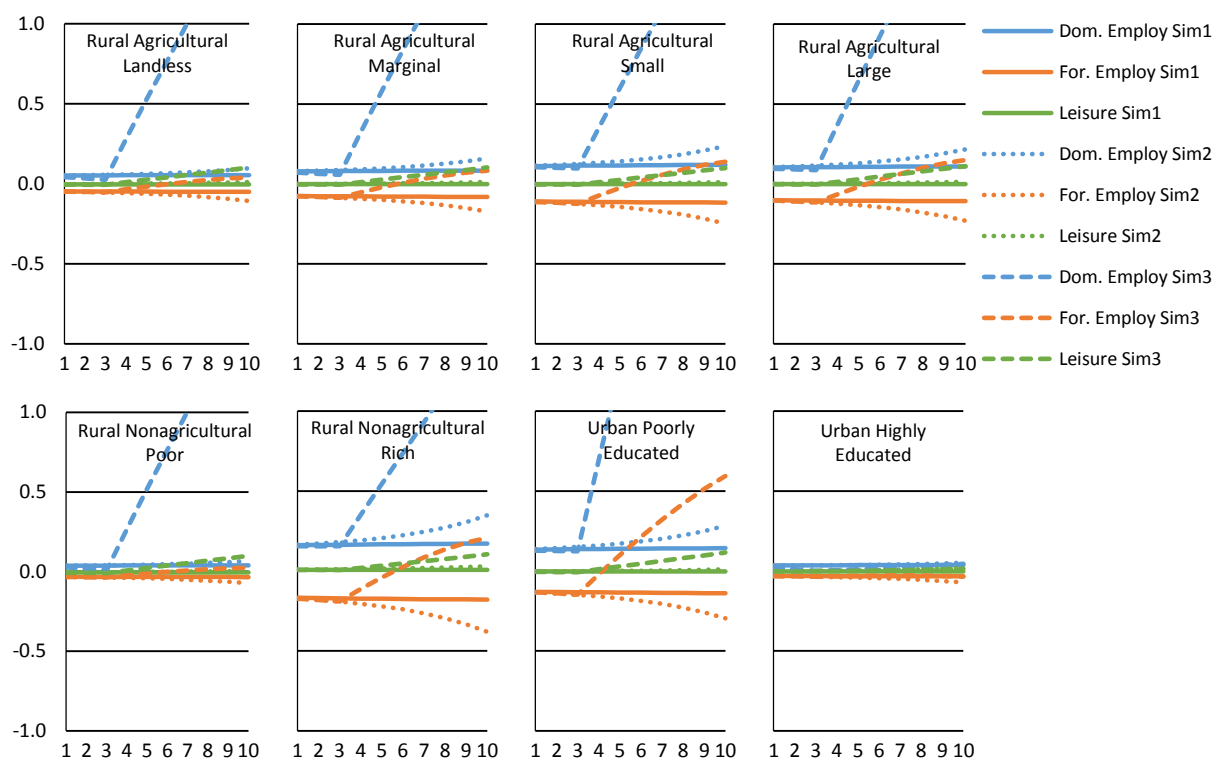 1.0
0.5
0.0
-0.5
-1.0
Rural Agricultural
Landless
1 2 3 4 5 6 7 8 9 10
Rural Agricultural
Marginal
1 2 3 4 5 6 7 8 9 10
Rural Agricultural
Small
1 2 3 4 5 6 7 8 9 10
Rural Agricultural
Large
1 2 3 4 5 6 7 8 9 10
Dom. Employ Sim1
For. Employ Sim1
Leisure Sim1
Dom. Employ Sim2
For. Employ Sim2
Leisure Sim2
Dom. Employ Sim3
For. Employ Sim3
Leisure Sim3
1.0
0.5
0.0
-0.5
-1.0
Rural Nonagricultural
Poor
1 2 3 4 5 6 7 8 9 10
Rural Nonagricultural
Rich
1 2 3 4 5 6 7 8 9 10
Urban Poorly
Educated
1 2 3 4 5 6 7 8 9 10
Urban Highly
Educated
1 2 3 4 5 6 7 8 9 10